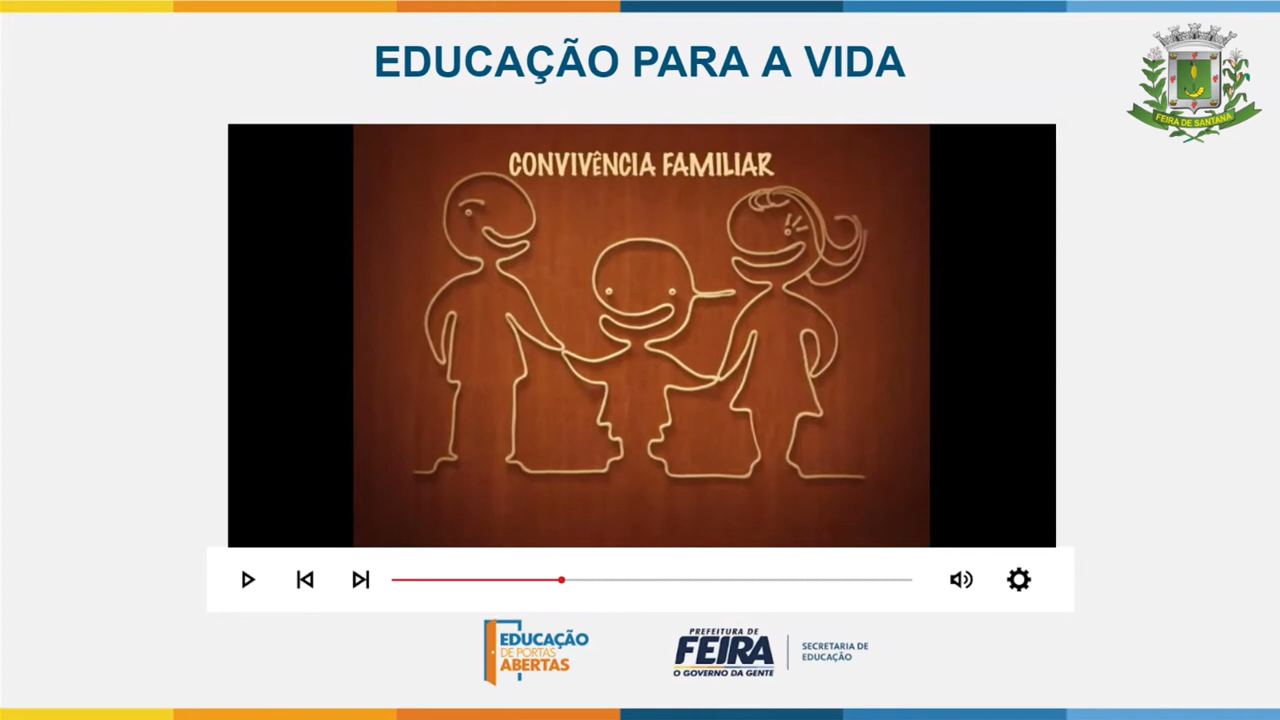 EDUCAÇÃO PARA A VIDA
FEIRA DE SANTANA
CONVIVÊNCIA FAMILIAR
EDUCAÇÃO
DE PORTAS
ABERTAS
PREFEITURA DE
FEIRA
O GOVERNO DA GENTE
SECRETARIA DE
EDUCAÇÃO